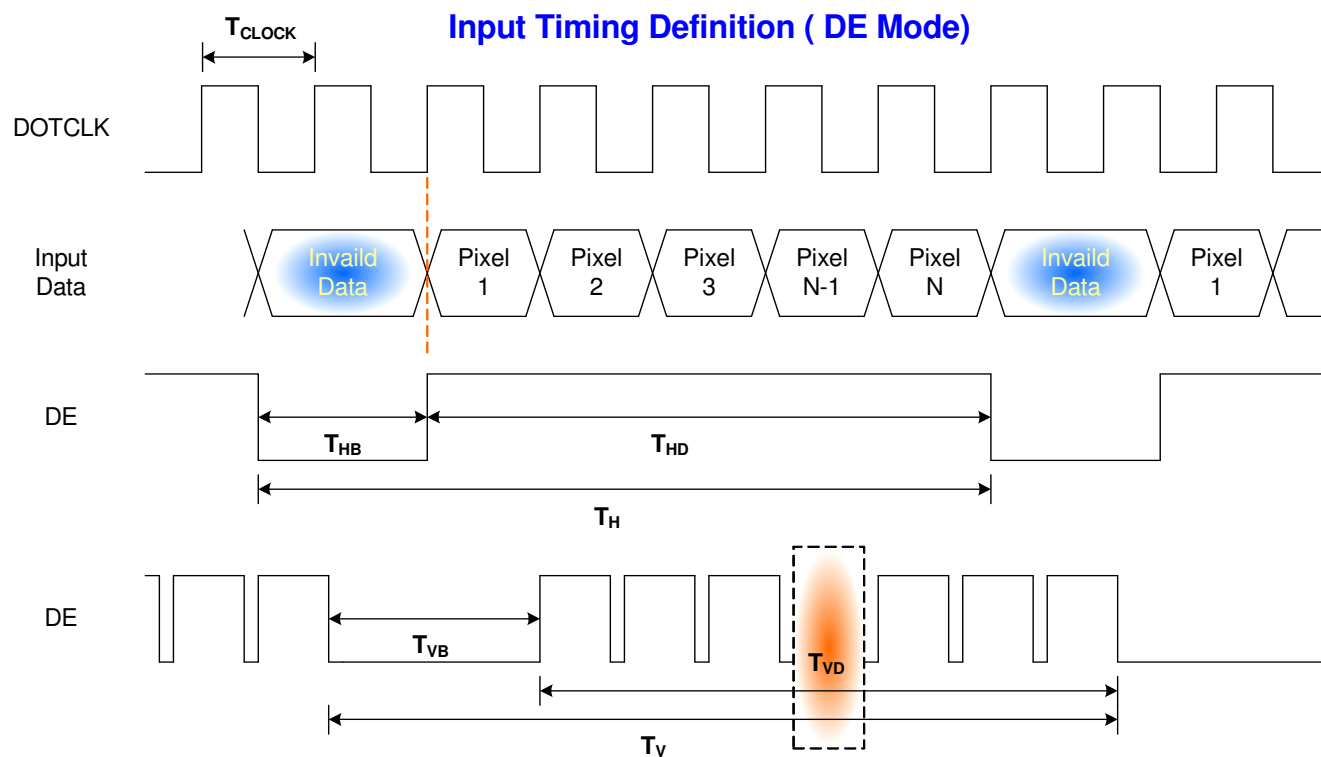 Input Timing Definition ( DE Mode)
TCLOCK
DOTCLK
Input
Data
Invaild
Data
Pixel
1
Pixel
2
Pixel
3
Pixel
N-1
Pixel
N
Invaild
Data
Pixel
1
DE
THB
THD
TH
DE
TVB
TVD
TV